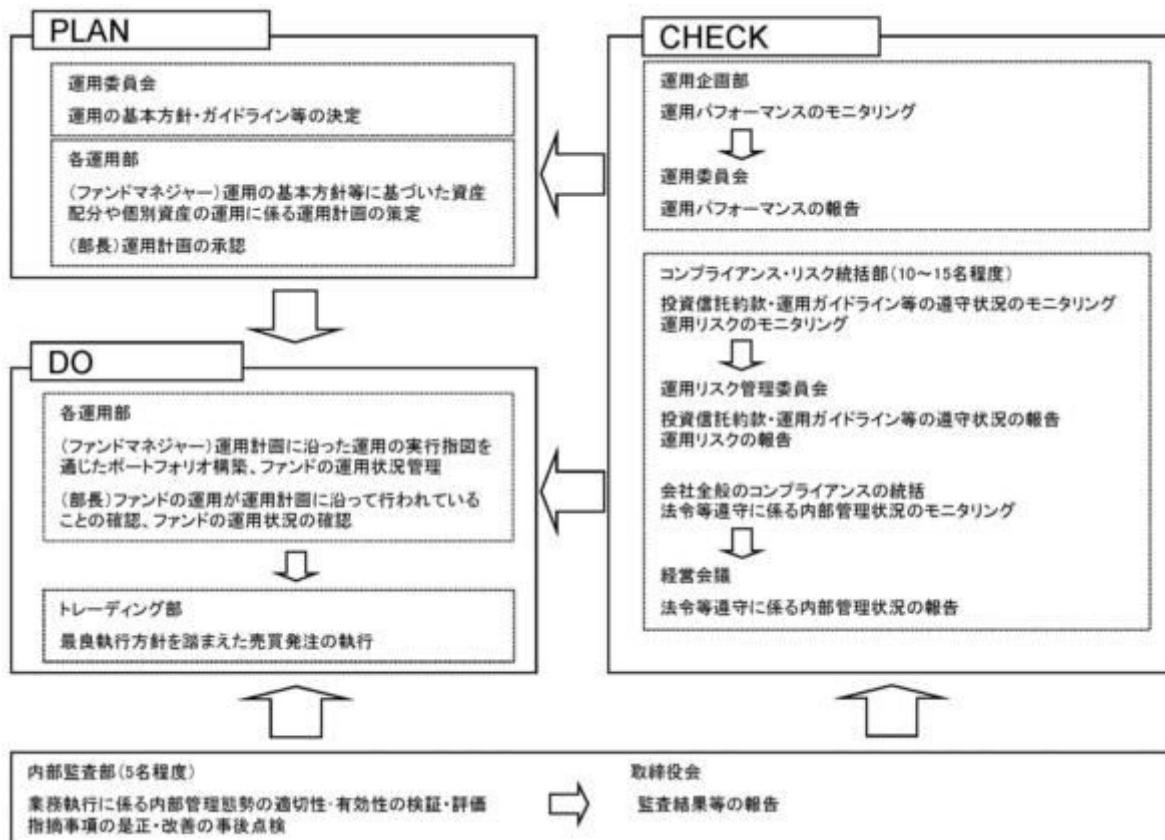 PLAN
運用委員会
運用の基本方針・ガイドライン等の決定
各運用部
(ファンドマネジャー)運用の基本方針等に基づいた資産
配分や個別資産の運用に係る運用計画の策定
(部長)運用計画の承認
DO
各運用部
(ファンドマネジャー)運用計画に沿った運用の実行指図を
通じたポートフォリオ構築、ファンドの運用状況管理
(部長)ファンドの運用が運用計画に沿って行われている
ことの確認、ファンドの運用状況の確認
トレーディング部
最良執行方針を踏まえた売買発注の執行
CHECK
運用企画部
運用パフォーマンスのモニタリング
運用委員会
運用パフォーマンスの報告
コンプライアンス・リスク統括部(10〜15名程度)
投資信託約款・運用ガイドライン等の遵守状況のモニタリング
運用リスクのモニタリング
運用リスク管理委員会
投資信託約款・運用ガイドライン等の遵守状況の報告
運用リスクの報告
会社全般のコンプライアンスの統括
法令等遵守に係る内部管理状況のモニタリング
経営会議
法令等遵守に係る内部管理状況の報告
内部監査部(5名程度)
業務執行に係る内部管理態勢の適切性・有効性の検証・評価
指摘事項の是正・改善の事後点検
取締役会
監査結果等の報告